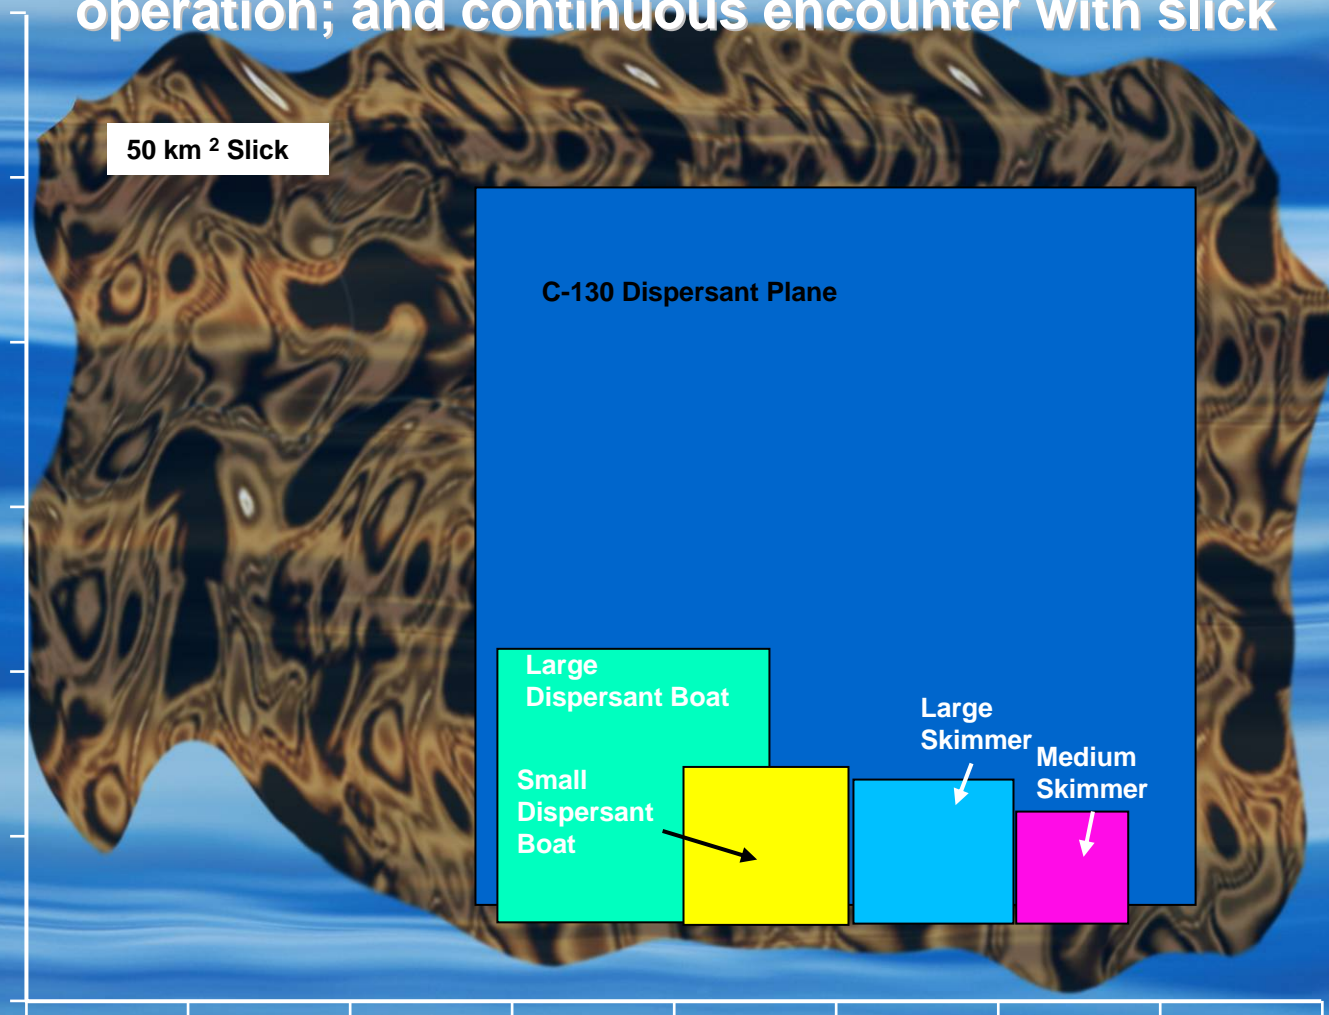 operation; and continuous encounter with slick
50 km ² Slick
C-130 Dispersant Plane
Large
Dispersant Boat
Small
Dispersant
Boat
Large
Skimmer
Medium
Skimmer